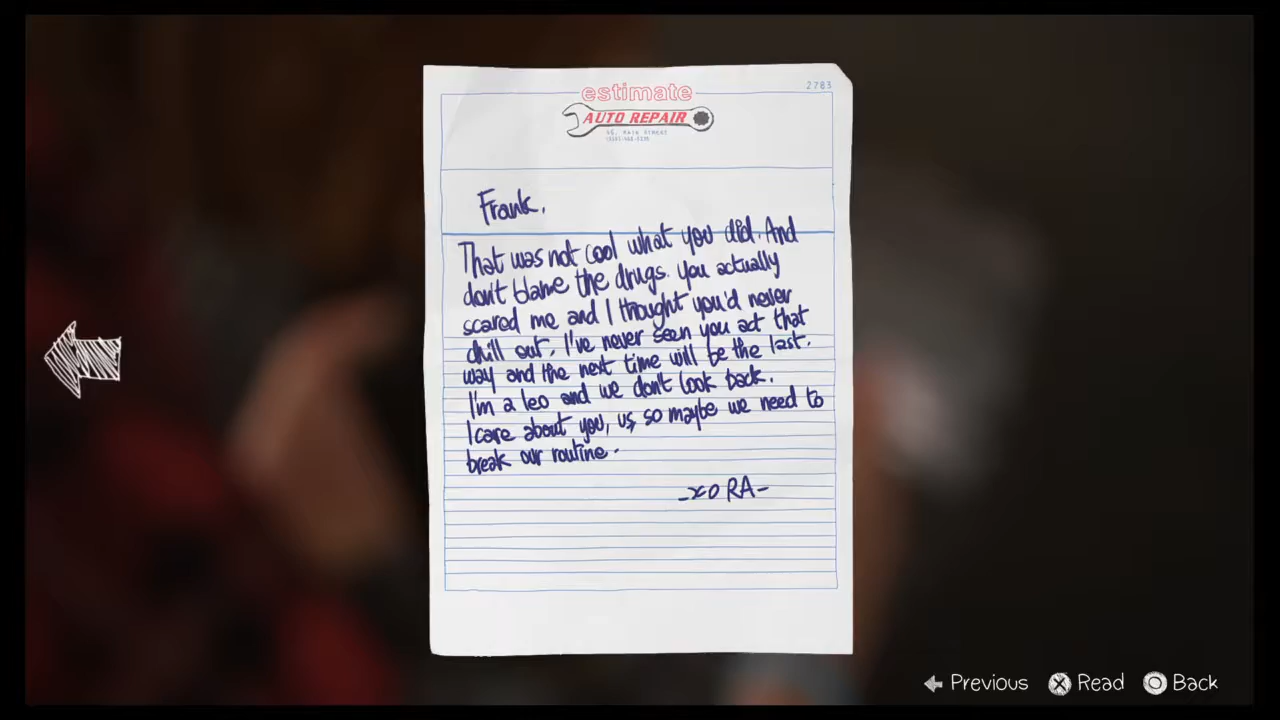 2783
estimate
AUTO REPAIR
Frank,
That was not cool what you did. And
don't blame the drugs. You actually
scared me and I thought you'd never
chill out. I've never seen you act that
way and the next time will be the last.
I'm a leo and we don't look back.
I care about you, us, so maybe we need to
break our routine.
-xo RA-
Previous
Read
Back